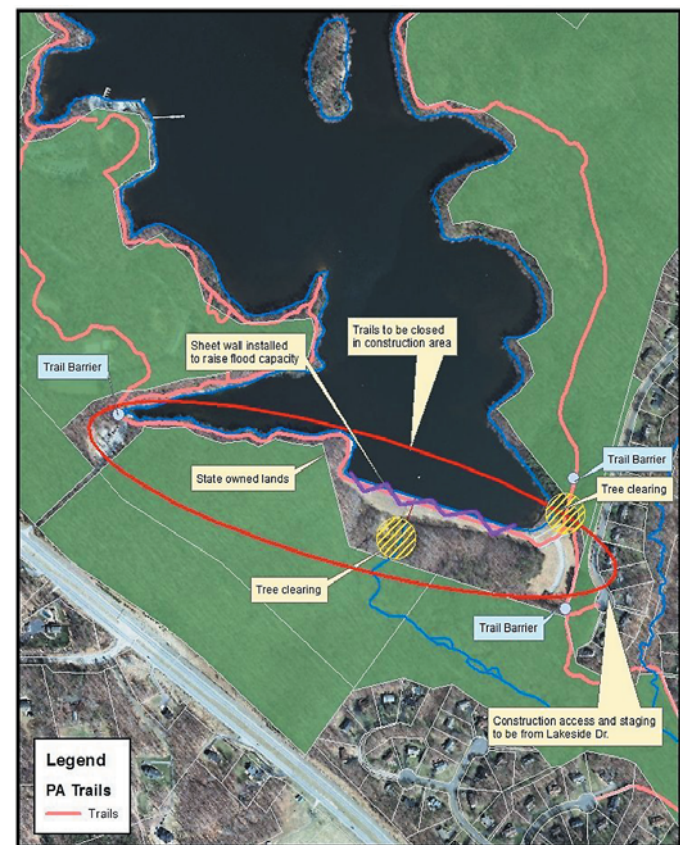 Trails to be closed
in construction area
Sheet wall installed
to raise flood capacity
Trail Barrier
State owned lands
Trail Barrier
Tree clearing
Tree clearing
Trail Barrier
Construction access and staging
to be from Lakeside Dr.
Legend
PA Trails
Trails